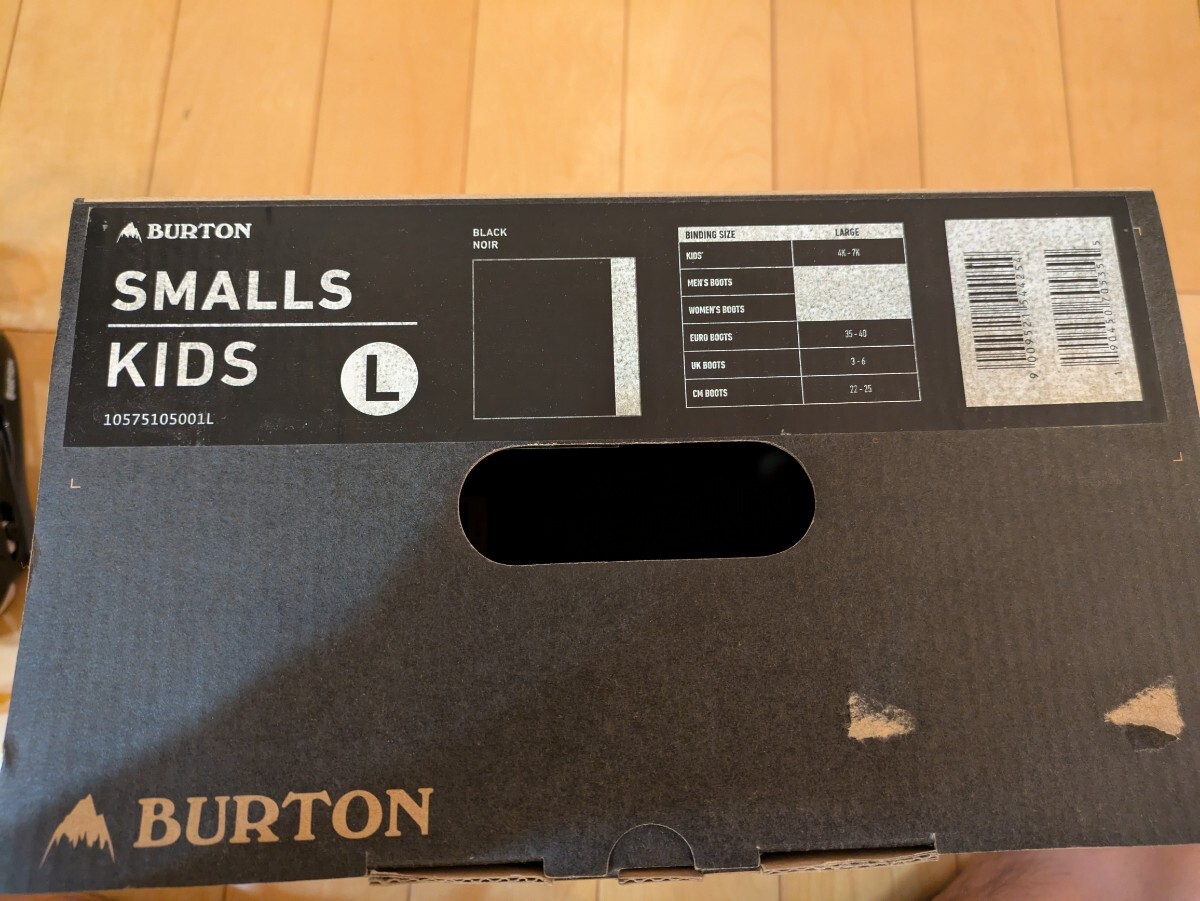 BURTON
SMALLS
KIDS
L
10575105001L
BLACK
NOIR
BINDING SIZE LARGE
KIDS' 4K - 7K
MEN'S BOOTS
WOMEN'S BOOTS
EURO BOOTS 35 - 40
UK BOOTS 3 - 6
CM BOOTS 22 - 25
BURTON